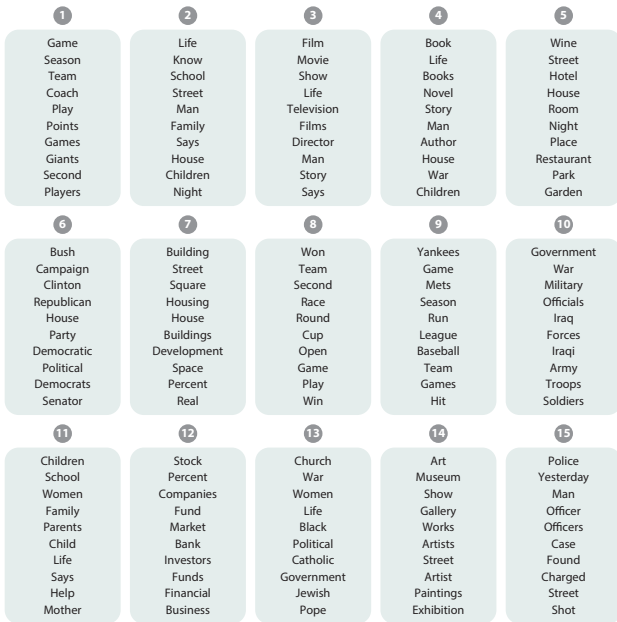 1
Game
Season
Team
Coach
Play
Points
Games
Giants
Second
Players
2
Life
Know
School
Street
Man
Family
Says
House
Children
Night
3
Film
Movie
Show
Life
Television
Films
Director
Man
Story
Says
4
Book
Life
Books
Novel
Story
Man
Author
House
War
Children
5
Wine
Street
Hotel
House
Room
Night
Place
Restaurant
Park
Garden
6
Bush
Campaign
Clinton
Republican
House
Party
Democratic
Political
Democrats
Senator
7
Building
Street
Square
Housing
House
Buildings
Development
Space
Percent
Real
8
Won
Team
Second
Race
Round
Cup
Open
Game
Play
Win
9
Yankees
Game
Mets
Season
Run
League
Baseball
Team
Games
Hit
10
Government
War
Military
Officials
Iraq
Forces
Iraqi
Army
Troops
Soldiers
11
Children
School
Women
Family
Parents
Child
Life
Says
Help
Mother
12
Stock
Percent
Companies
Fund
Market
Bank
Investors
Funds
Financial
Business
13
Church
War
Women
Life
Black
Political
Catholic
Government
Jewish
Pope
14
Art
Museum
Show
Gallery
Works
Artists
Street
Artist
Paintings
Exhibition
15
Police
Yesterday
Man
Officer
Officers
Case
Found
Charged
Street
Shot